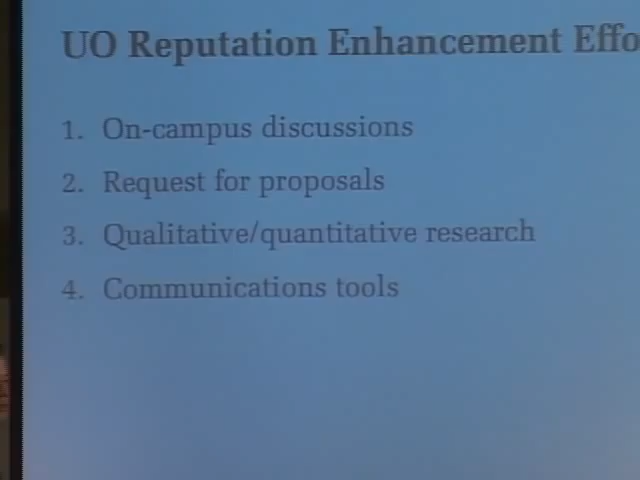 UO Reputation Enhancement Effo
1. On-campus discussions
2. Request for proposals
3. Qualitative/quantitative research
4. Communications tools